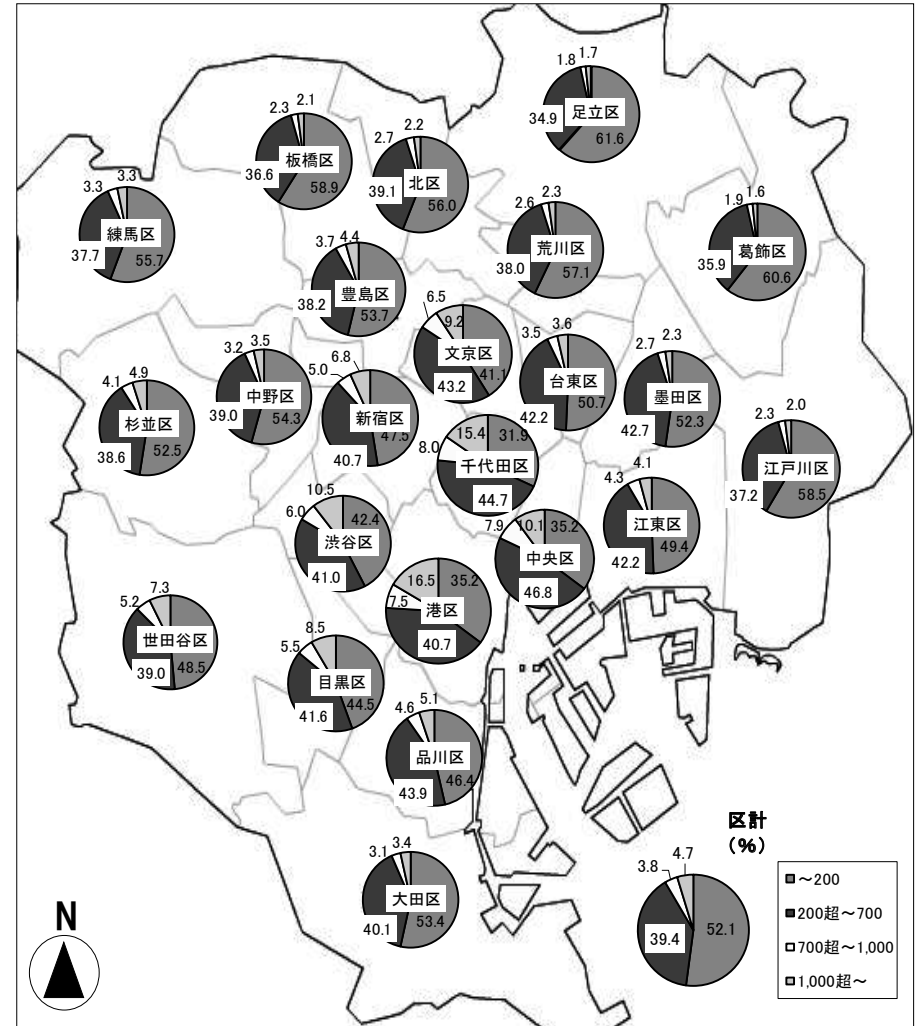 1.8 1.7
足立区
34.9
61.6
2.3 2.1
板橋区
36.6
58.9
2.7 2.2
北区
39.1
56.0
3.3 3.3
練馬区
37.7
55.7
2.6 2.3
荒川区
38.0
57.1
1.9 1.6
葛飾区
35.9
60.6
3.7 4.4
豊島区
38.2
53.7
6.5 9.2
文京区
43.2
41.1
3.5 3.6
台東区
42.2
50.7
2.7 2.3
墨田区
42.7
52.3
4.1 4.9
杉並区
38.6
52.5
3.2 3.5
中野区
39.0
54.3
5.0 6.8
新宿区
40.7
47.5
8.0 15.4 31.9
千代田区
44.7
2.3 2.0
江戸川区
37.2
58.5
6.0 10.5 42.4
渋谷区
41.0
7.9 10.1 35.2
中央区
46.8
4.3 4.1
江東区
42.2
49.4
7.5 16.5 35.2
港区
40.7
5.2 7.3
世田谷区
39.0
48.5
5.5 8.5
目黒区
41.6
44.5
4.6 5.1
品川区
43.9
46.4
3.1 3.4
大田区
40.1
53.4
区計
(%)
3.8 4.7
39.4
52.1
～200
200超～700
700超～1,000
1,000超～
N